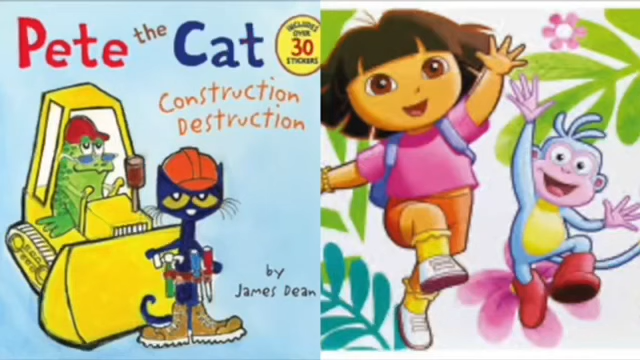 Pete the Cat
INCLUDES
OVER
30
STICKERS
Construction
Destruction
by
James Dean